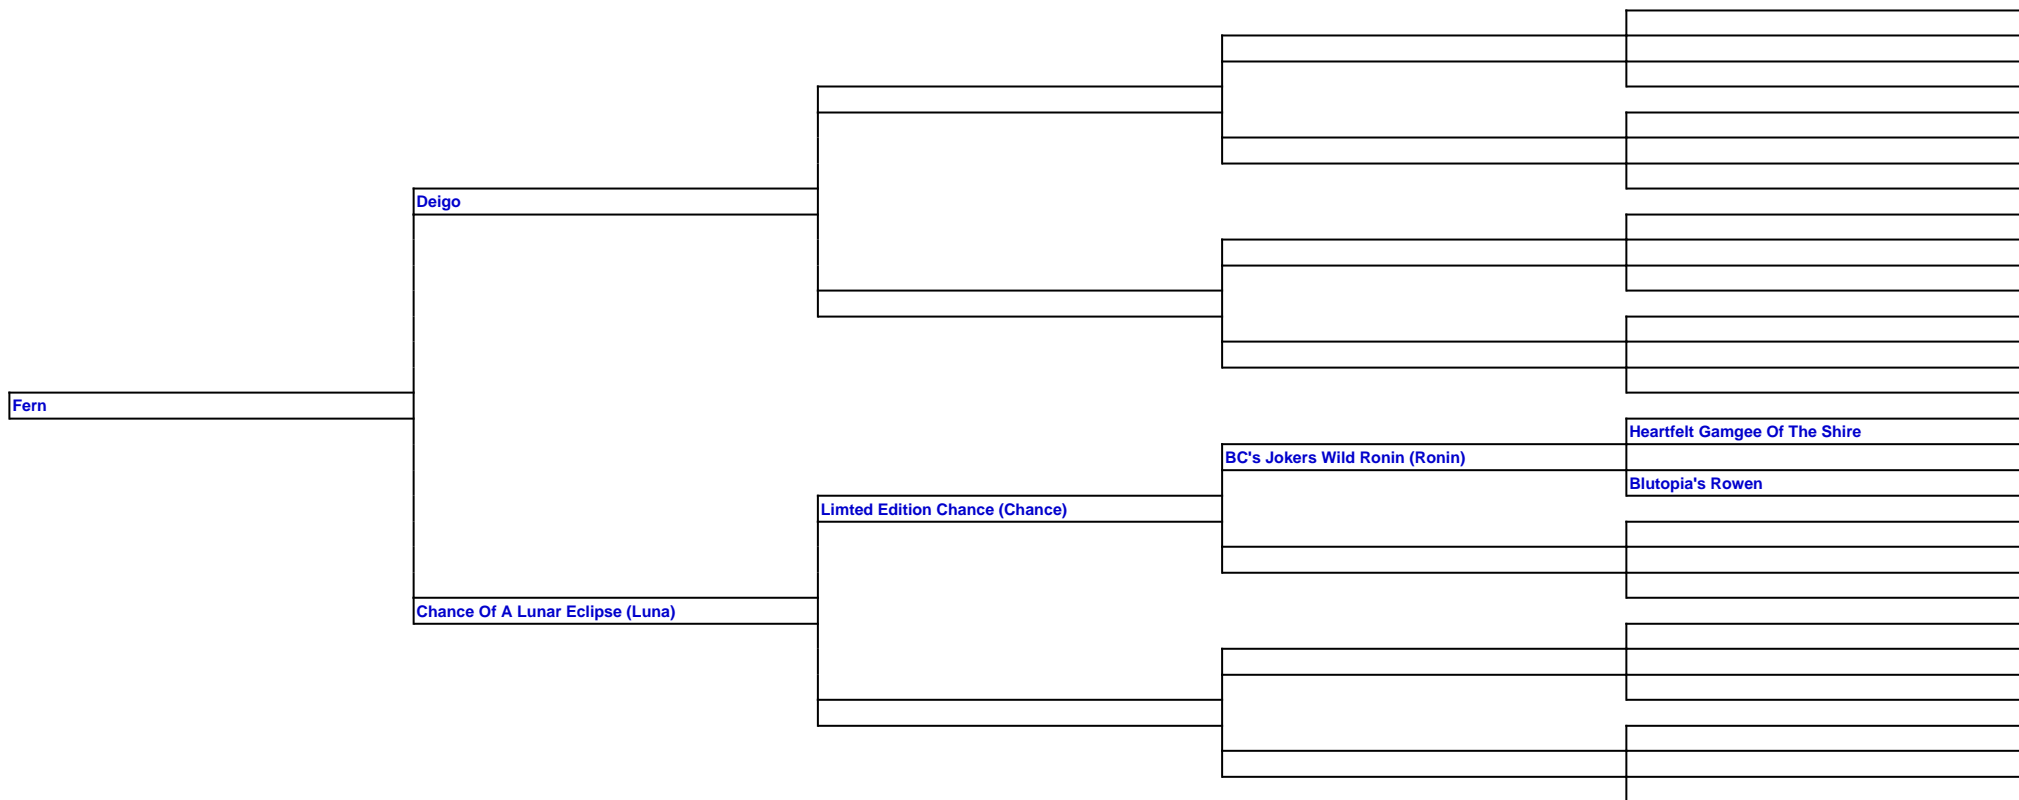 Deigo
Fern
Heartfelt Gamgee Of The Shire
BC's Jokers Wild Ronin (Ronin)
Blutopia's Rowen
Limted Edition Chance (Chance)
Chance Of A Lunar Eclipse (Luna)